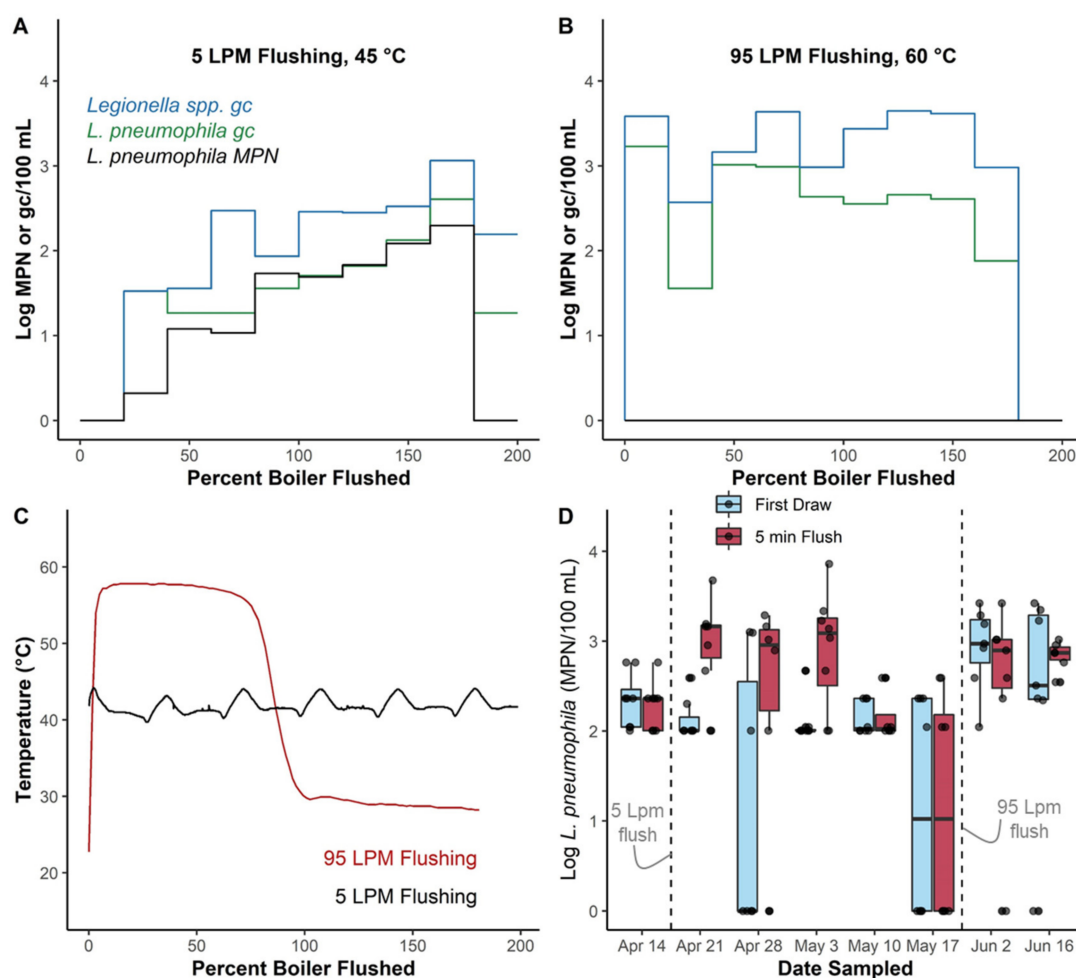 A
5 LPM Flushing, 45 °C
Legionella spp. gc
L. pneumophila gc
L. pneumophila MPN
Log MPN or gc/100 mL
4
3
2
1
0
0 50 100 150 200
Percent Boiler Flushed
B
95 LPM Flushing, 60 °C
Log MPN or gc/100 mL
4
3
2
1
0
0 50 100 150 200
Percent Boiler Flushed
C
Temperature (°C)
60
50
40
30
20
95 LPM Flushing
5 LPM Flushing
0 50 100 150 200
Percent Boiler Flushed
D
First Draw
5 min Flush
Log L. pneumophila (MPN/100 mL)
4
3
2
1
0
5 Lpm
flush
95 Lpm
flush
Apr 14 Apr 21 Apr 28 May 3 May 10 May 17 Jun 2 Jun 16
Date Sampled